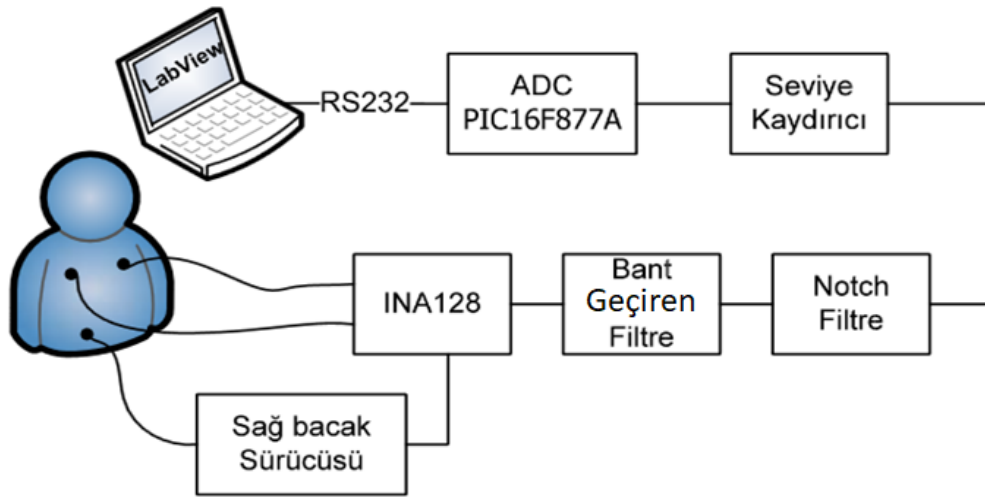 LabView
RS232
ADC
PIC16F877A
Seviye
Kaydırıcı
INA128
Bant
Geçiren
Filtre
Notch
Filtre
Sağ bacak
Sürücüsü